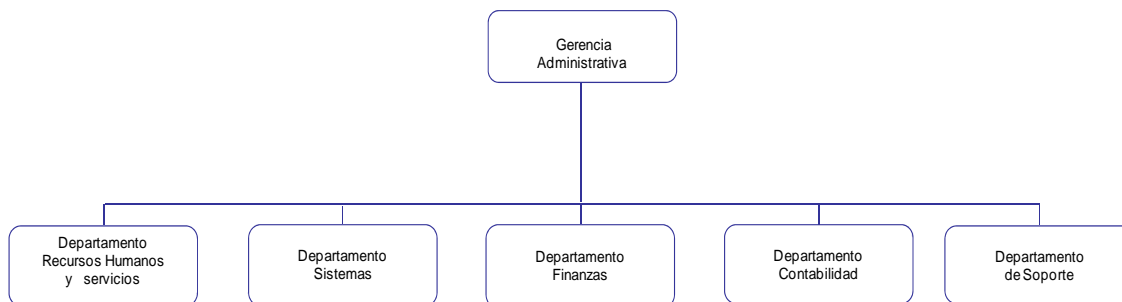 Gerencia
Administrativa
Departamento
Recursos Humanos
y servicios
Departamento
Sistemas
Departamento
Finanzas
Departamento
Contabilidad
Departamento
de Soporte